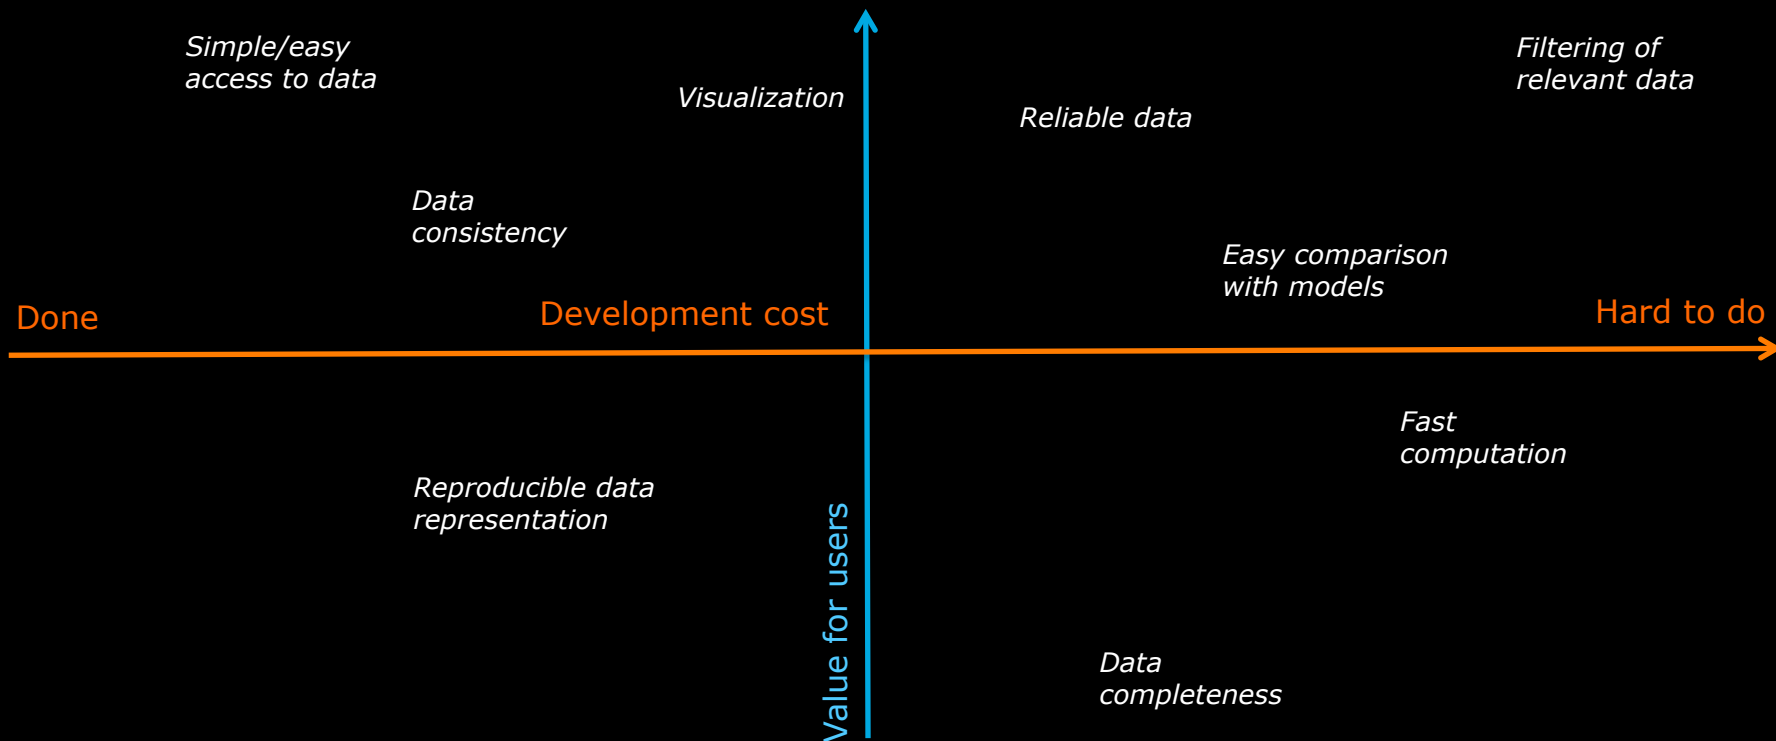 Simple/easy
access to data
Visualization
Reliable data
Filtering of
relevant data
Data
consistency
Easy comparison
with models
Done
Development cost
Hard to do
Fast
computation
Reproducible data
representation
Value for users
Data
completeness